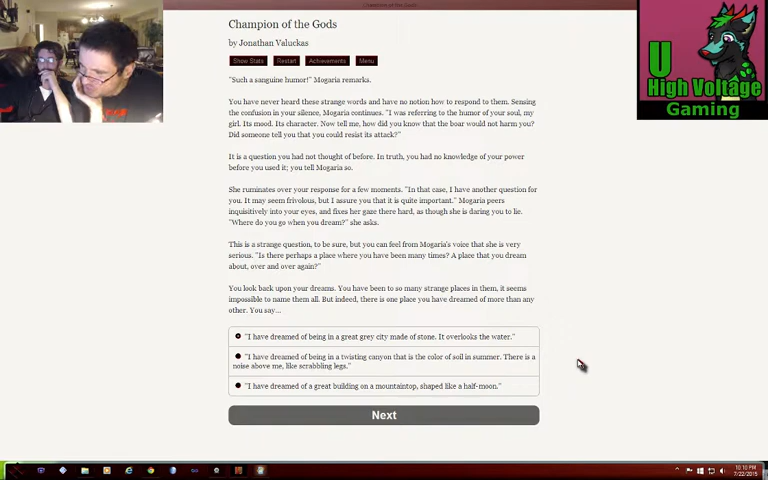 Champion of the Gods
Champion of the Gods
by Jonathan Valuckas
Show Stats Restart Achievements Menu
"Such a sanguine humor!" Mogaria remarks.
You have never heard these strange words and have no notion how to respond to them. Sensing
the confusion in your silence, Mogaria continues. "I was referring to the humor of your soul, my
girl. Its mood. Its character. Now tell me, how did you know that the boar would not harm you?
Did someone tell you that you could resist its attack?"
It is a question you had not thought of before. In truth, you had no knowledge of your power
before you used it; you tell Mogaria so.
She ruminates over your response for a few moments. "In that case, I have another question for
you. It may seem frivolous, but I assure you that it is quite important." Mogaria peers
inquisitively into your eyes, and fixes her gaze there hard, as though she is daring you to lie.
"Where do you go when you dream?" she asks.
This is a strange question, to be sure, but you can feel from Mogaria's voice that she is very
serious. "Is there perhaps a place where you have been many times? A place that you dream
about, over and over again?"
You look back upon your dreams. You have been to so many strange places in them, it seems
impossible to name them all. But indeed, there is one place you have dreamed of more than any
other. You say...
"I have dreamed of being in a great grey city made of stone. It overlooks the water."
"I have dreamed of being in a twisting canyon that is the color of soil in summer. There is a
noise above me, like scrabbling legs."
"I have dreamed of a great building on a mountaintop, shaped like a half-moon."
Next
U
High Voltage
Gaming
10:10 PM
7/22/2015